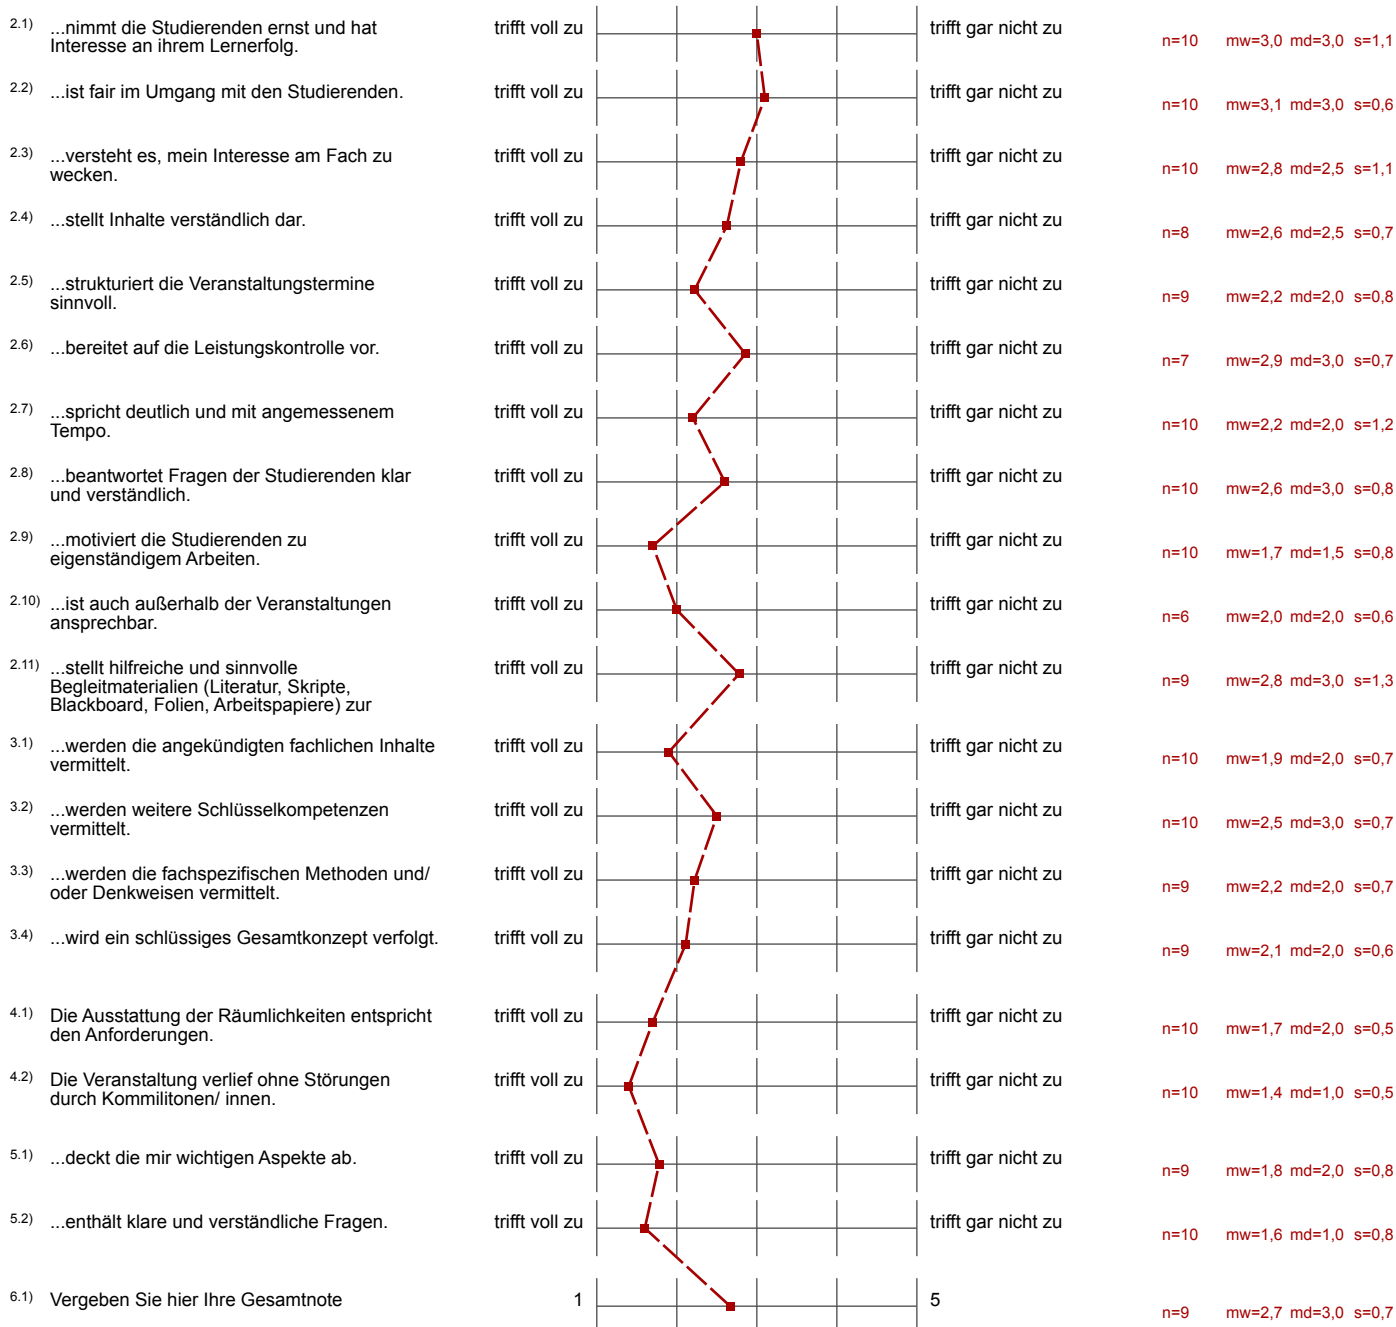 2.1) ...nimmt die Studierenden ernst und hat trifft voll zu trifft gar nicht zu
Interesse an ihrem Lernerfolg. n=10 mw=3,0 md=3,0 s=1,1
2.2) ...ist fair im Umgang mit den Studierenden. trifft voll zu trifft gar nicht zu
n=10 mw=3,1 md=3,0 s=0,6
2.3) ...versteht es, mein Interesse am Fach zu trifft voll zu trifft gar nicht zu
wecken. n=10 mw=2,8 md=2,5 s=1,1
2.4) ...stellt Inhalte verständlich dar. trifft voll zu trifft gar nicht zu
n=8 mw=2,6 md=2,5 s=0,7
2.5) ...strukturiert die Veranstaltungstermine trifft voll zu trifft gar nicht zu
sinnvoll. n=9 mw=2,2 md=2,0 s=0,8
2.6) ...bereitet auf die Leistungskontrolle vor. trifft voll zu trifft gar nicht zu
n=7 mw=2,9 md=3,0 s=0,7
2.7) ...spricht deutlich und mit angemessenem trifft voll zu trifft gar nicht zu
Tempo. n=10 mw=2,2 md=2,0 s=1,2
2.8) ...beantwortet Fragen der Studierenden klar trifft voll zu trifft gar nicht zu
und verständlich. n=10 mw=2,6 md=3,0 s=0,8
2.9) ...motiviert die Studierenden zu trifft voll zu trifft gar nicht zu
eigenständigem Arbeiten. n=10 mw=1,7 md=1,5 s=0,8
2.10) ...ist auch außerhalb der Veranstaltungen trifft voll zu trifft gar nicht zu
ansprechbar. n=6 mw=2,0 md=2,0 s=0,6
2.11) ...stellt hilfreiche und sinnvolle trifft voll zu trifft gar nicht zu
Begleitmaterialien (Literatur, Skripte, n=9 mw=2,8 md=3,0 s=1,3
Blackboard, Folien, Arbeitspapiere) zur
3.1) ...werden die angekündigten fachlichen Inhalte trifft voll zu trifft gar nicht zu
vermittelt. n=10 mw=1,9 md=2,0 s=0,7
3.2) ...werden weitere Schlüsselkompetenzen trifft voll zu trifft gar nicht zu
vermittelt. n=10 mw=2,5 md=3,0 s=0,7
3.3) ...werden die fachspezifischen Methoden und/ trifft voll zu trifft gar nicht zu
oder Denkweisen vermittelt. n=9 mw=2,2 md=2,0 s=0,7
3.4) ...wird ein schlüssiges Gesamtkonzept verfolgt. trifft voll zu trifft gar nicht zu
n=9 mw=2,1 md=2,0 s=0,6
4.1) Die Ausstattung der Räumlichkeiten entspricht trifft voll zu trifft gar nicht zu
den Anforderungen. n=10 mw=1,7 md=2,0 s=0,5
4.2) Die Veranstaltung verlief ohne Störungen trifft voll zu trifft gar nicht zu
durch Kommilitonen/ innen. n=10 mw=1,4 md=1,0 s=0,5
5.1) ...deckt die mir wichtigen Aspekte ab. trifft voll zu trifft gar nicht zu
n=9 mw=1,8 md=2,0 s=0,8
5.2) ...enthält klare und verständliche Fragen. trifft voll zu trifft gar nicht zu
n=10 mw=1,6 md=1,0 s=0,8
6.1) Vergeben Sie hier Ihre Gesamtnote 1 5
n=9 mw=2,7 md=3,0 s=0,7